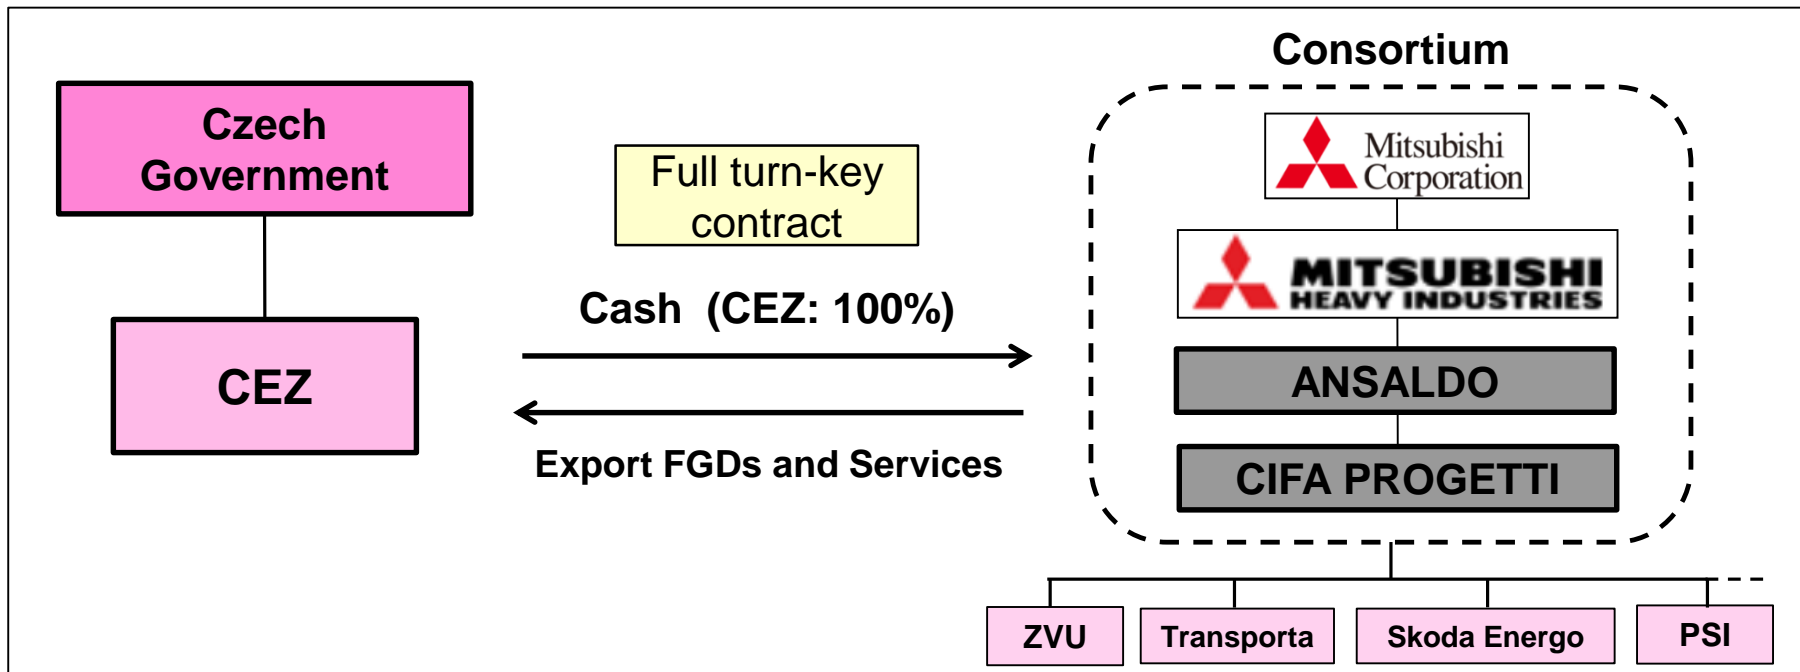 Consortium
Czech
Government
Full turn-key
contract
Mitsubishi
Corporation
MITSUBISHI
HEAVY INDUSTRIES
Cash (CEZ: 100%)
CEZ
ANSALDO
Export FGDs and Services
CIFA PROGETTI
ZVU
Transporta
Skoda Energo
PSI